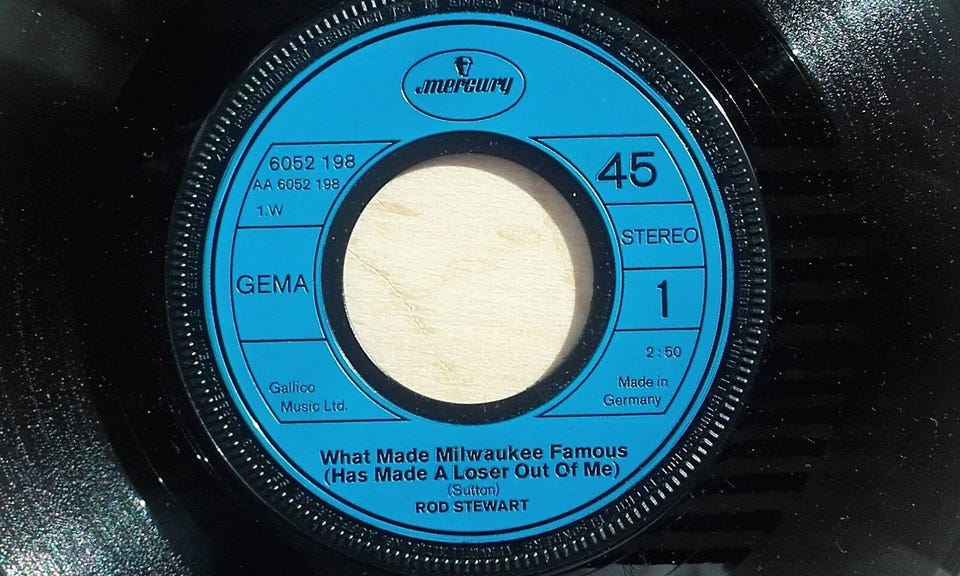 mercury
6052 198
AA 6052 198
1.W
GEMA
Gallico
Music Ltd.
45
STEREO
1
2:50
Made in
Germany
What Made Milwaukee Famous
(Has Made A Loser Out Of Me)
(Sutton)
ROD STEWART